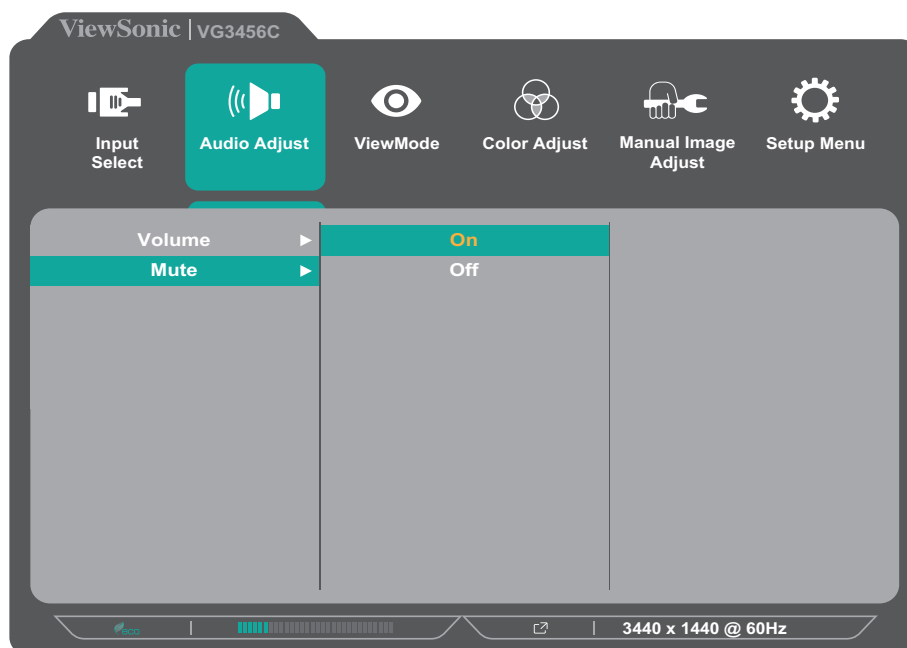 ViewSonic | VG3456C
Input Select
Audio Adjust
ViewMode
Color Adjust
Manual Image Adjust
Setup Menu
Volume
On
Mute
Off
eco
3440 x 1440 @ 60Hz